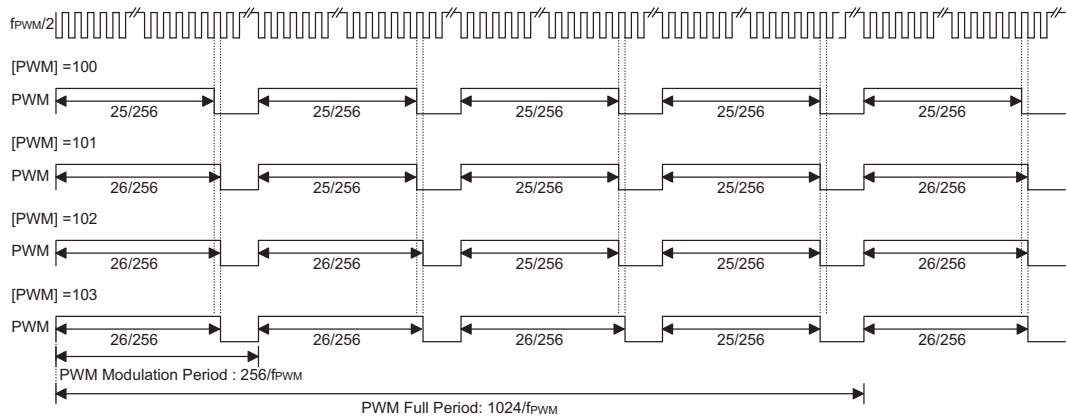 fPWM/2
[PWM] =100
PWM
25/256 25/256 25/256 25/256 25/256
[PWM] =101
PWM
26/256 25/256 25/256 25/256 26/256
[PWM] =102
PWM
26/256 26/256 25/256 25/256 26/256
[PWM] =103
PWM
26/256 26/256 26/256 25/256 26/256
PWM Modulation Period : 256/fPWM
PWM Full Period: 1024/fPWM